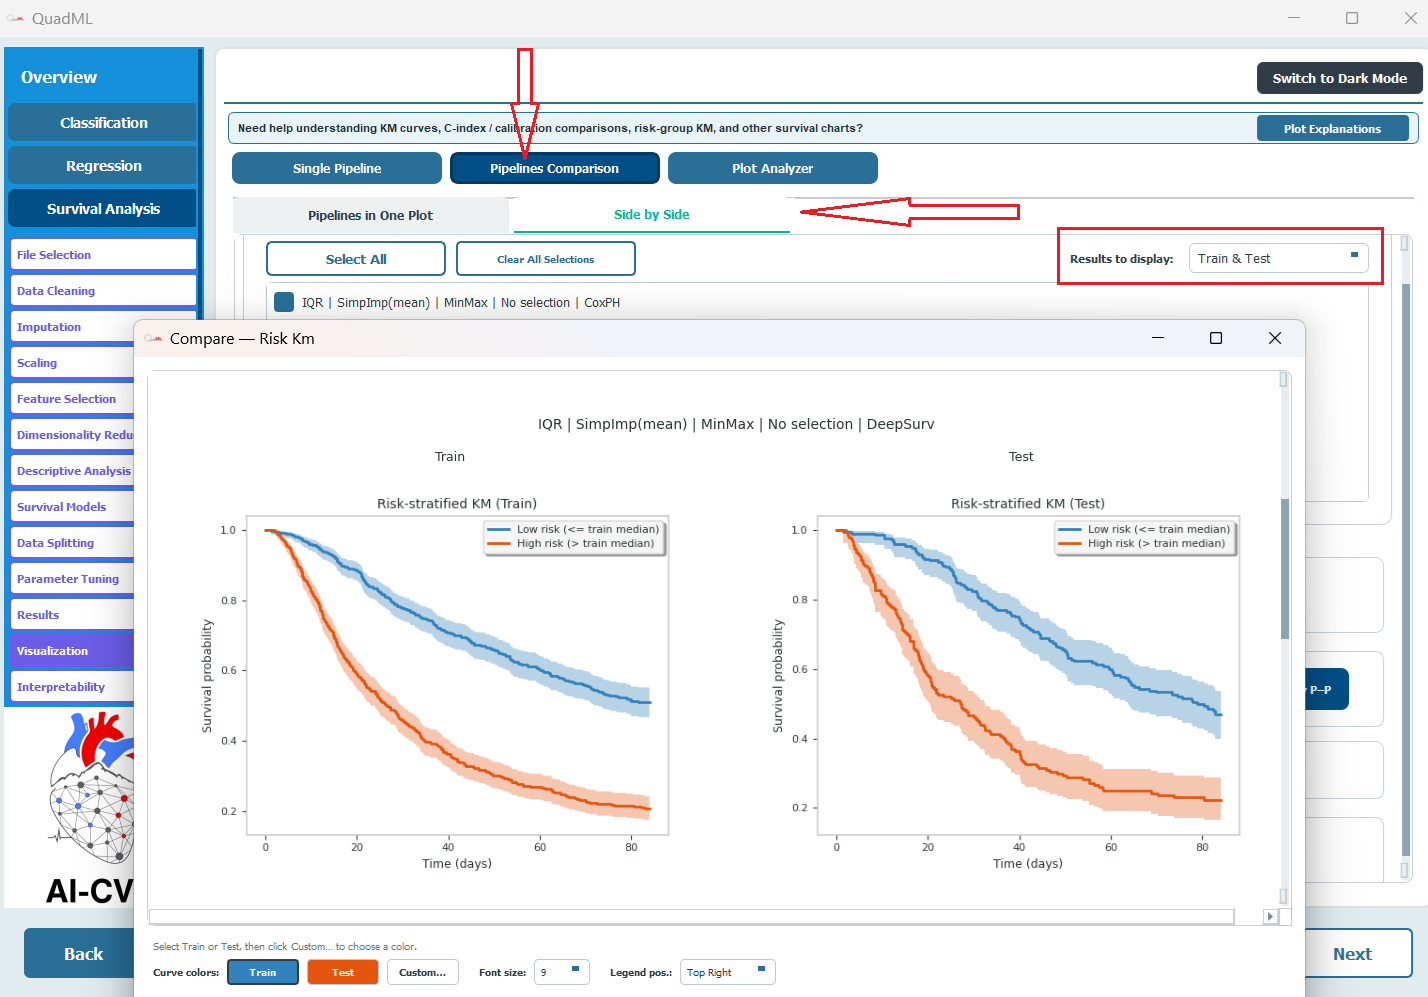 QuadML
Overview
Switch to Dark Mode
Classification
Need help understanding KM curves, C-index / calibration comparisons, risk-group KM, and other survival charts?
Plot Explanations
Regression
Single Pipeline
Pipelines Comparison
Plot Analyzer
Survival Analysis
Pipelines in One Plot
Side by Side
File Selection
Data Cleaning
Imputation
Scaling
Feature Selection
Dimensionality Redu
Descriptive Analysis
Survival Models
Data Splitting
Parameter Tuning
Results
Visualization
Interpretability
Select All
Clear All Selections
Results to display:
Train & Test
IQR | SimpImp(mean) | MinMax | No selection | CoxPH
P–P
Compare — Risk Km
IQR | SimpImp(mean) | MinMax | No selection | DeepSurv
Train
Test
Risk-stratified KM (Train)
Low risk (<= train median)
High risk (> train median)
Survival probability
1.0
0.8
0.6
0.4
0.2
0
20
40
60
80
Time (days)
Risk-stratified KM (Test)
Low risk (<= train median)
High risk (> train median)
Survival probability
1.0
0.8
0.6
0.4
0.2
0
20
40
60
80
Time (days)
Select Train or Test, then click Custom... to choose a color.
Curve colors:
Train
Test
Custom...
Font size:
9
Legend pos.:
Top Right
AI-CV
Back
Next